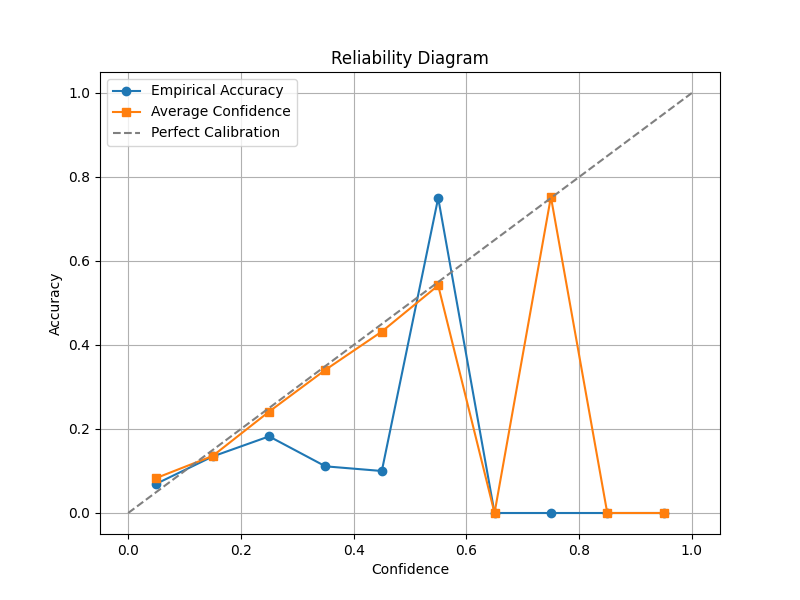 Reliability Diagram
Empirical Accuracy
Average Confidence
Perfect Calibration
Accuracy
1.0
0.8
0.6
0.4
0.2
0.0
0.0 0.2 0.4 0.6 0.8 1.0
Confidence